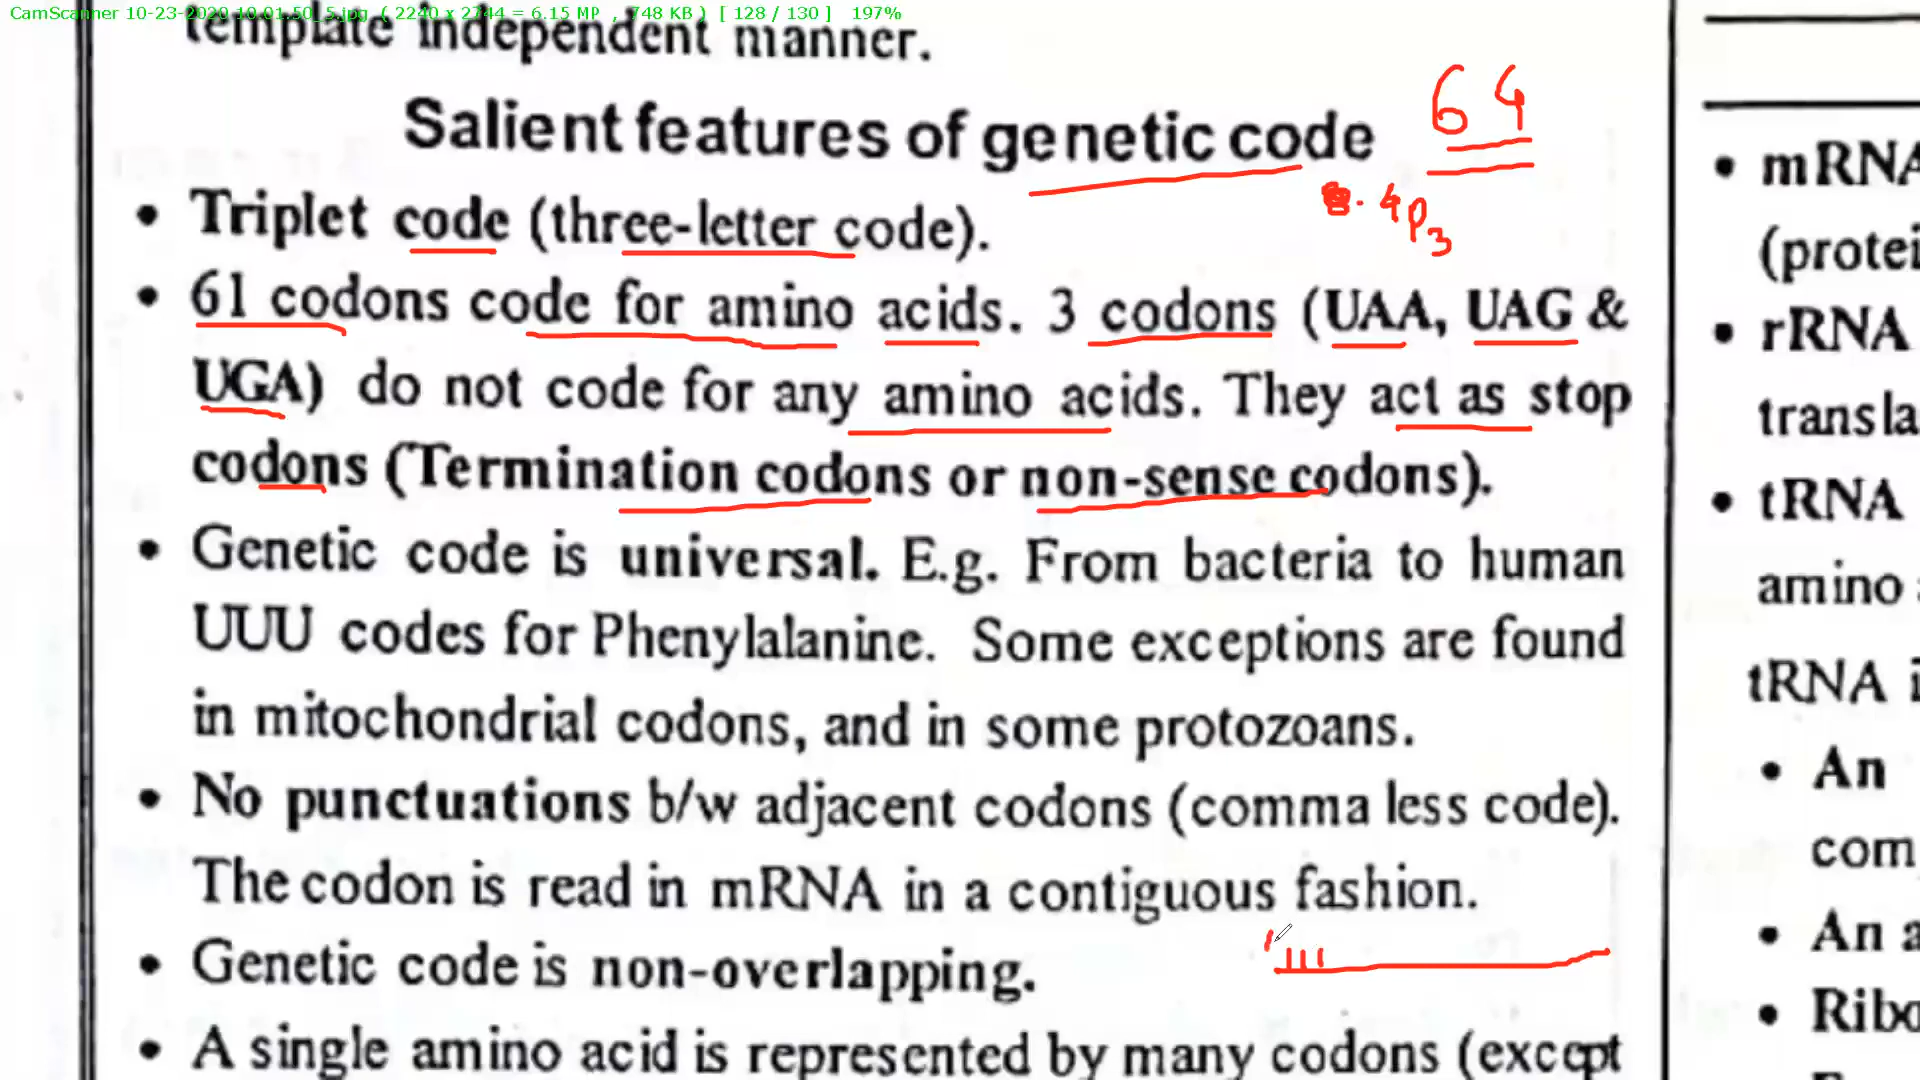 CamScanner 10-23-2020 10.01.50_5.jpg ( 2240 x 2744 = 6.15 MP , 748 KB ) [ 128 / 130 ] 197%
template independent manner.
Salient features of genetic code
64
4P3
• Triplet code (three-letter code).
• 61 codons code for amino acids. 3 codons (UAA, UAG &
UGA) do not code for any amino acids. They act as stop
codons (Termination codons or non-sense codons).
• Genetic code is universal. E.g. From bacteria to human
UUU codes for Phenylalanine. Some exceptions are found
in mitochondrial codons, and in some protozoans.
• No punctuations b/w adjacent codons (comma less code).
The codon is read in mRNA in a contiguous fashion.
• Genetic code is non-overlapping.
• A single amino acid is represented by many codons (except
• mRNA
(protei
• rRNA
transla
• tRNA
amino
tRNA i
• An
com
• An a
• Ribo